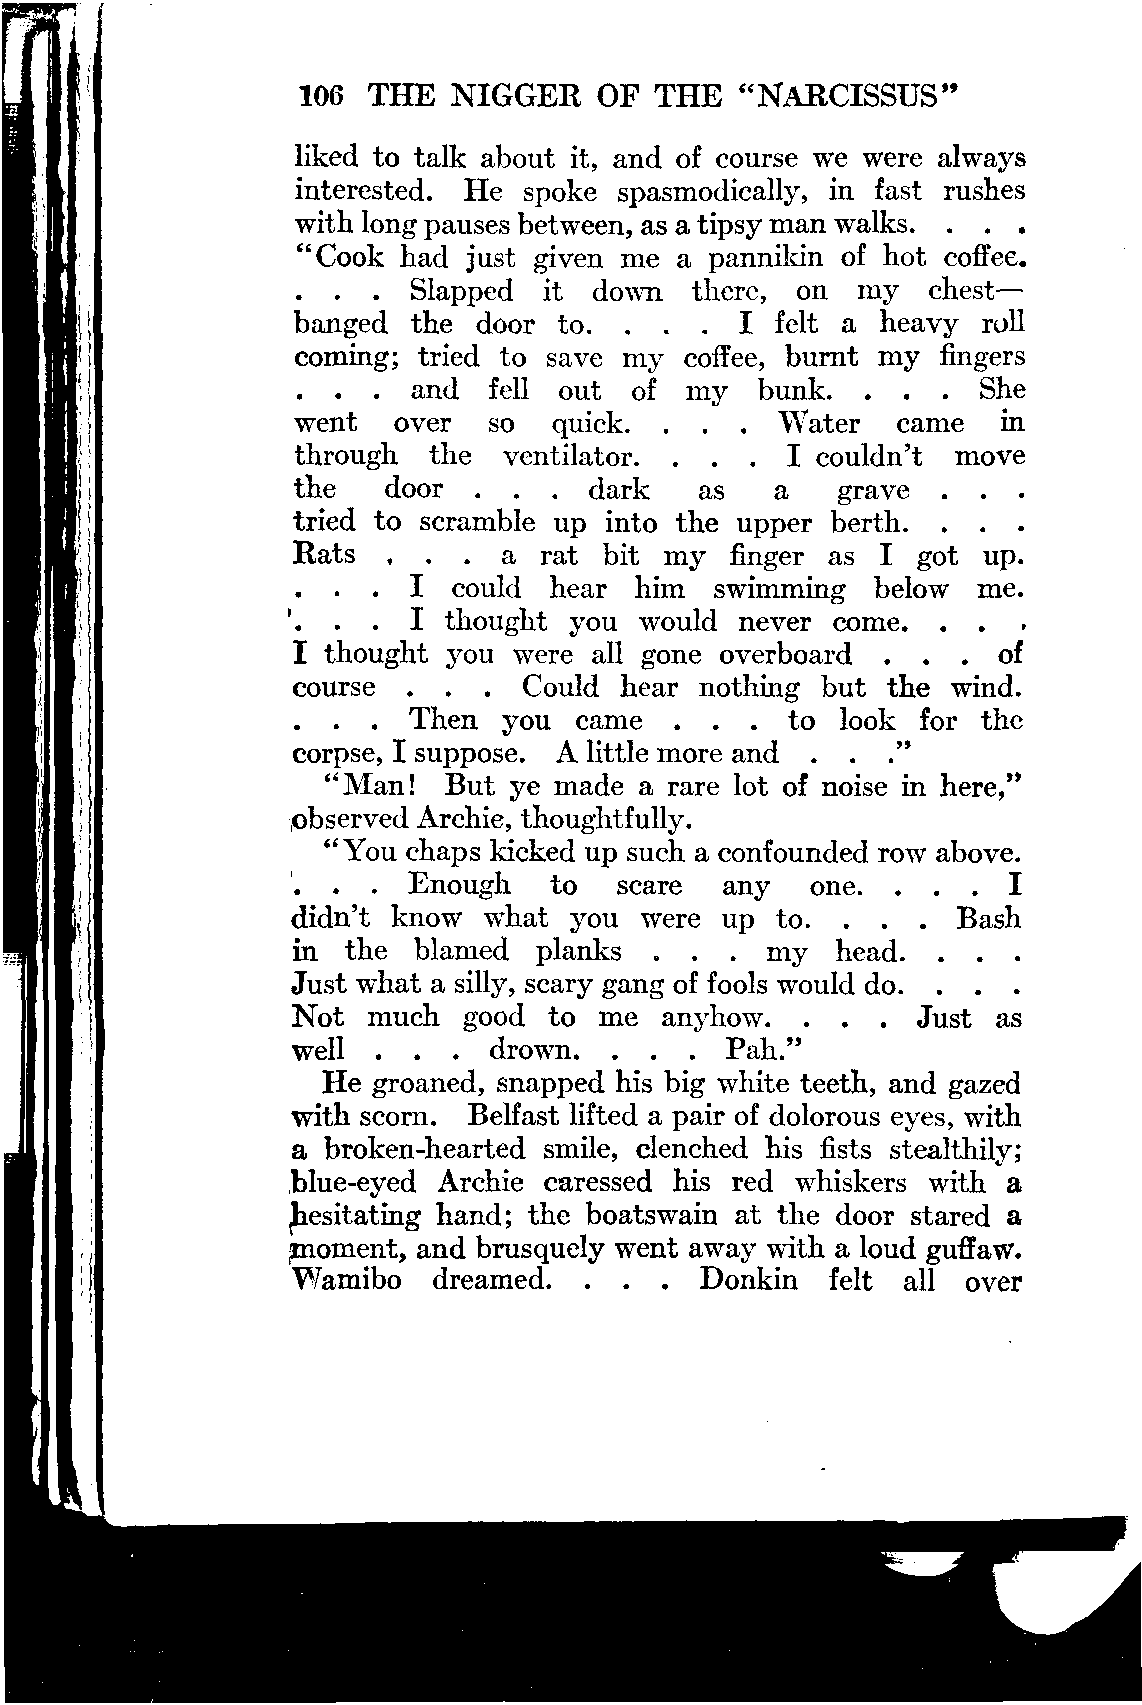 106 THE NIGGER OF THE “NARCISSUS”
liked to talk about it, and of course we were always
interested. He spoke spasmodically, in fast rushes
with long pauses between, as a tipsy man walks. . . .
“Cook had just given me a pannikin of hot coffee.
. . . Slapped it down there, on my chest—
banged the door to. . . . I felt a heavy roll
coming; tried to save my coffee, burnt my fingers
. . . and fell out of my bunk. . . . She
went over so quick. . . . Water came in
through the ventilator. . . . I couldn’t move
the door . . . dark as a grave . . .
tried to scramble up into the upper berth. . . .
Rats . . . a rat bit my finger as I got up.
. . . I could hear him swimming below me.
. . . I thought you would never come. . . .
I thought you were all gone overboard . . . of
course . . . Could hear nothing but the wind.
. . . Then you came . . . to look for the
corpse, I suppose. A little more and . . .”
“Man! But ye made a rare lot of noise in here,”
observed Archie, thoughtfully.
“You chaps kicked up such a confounded row above.
. . . Enough to scare any one. . . . I
didn’t know what you were up to. . . . Bash
in the blamed planks . . . my head. . . .
Just what a silly, scary gang of fools would do. . . .
Not much good to me anyhow. . . . Just as
well . . . drown. . . . Pah.”
He groaned, snapped his big white teeth, and gazed
with scorn. Belfast lifted a pair of dolorous eyes, with
a broken-hearted smile, clenched his fists stealthily;
blue-eyed Archie caressed his red whiskers with a
hesitating hand; the boatswain at the door stared a
moment, and brusquely went away with a loud guffaw.
Wamibo dreamed. . . . Donkin felt all over